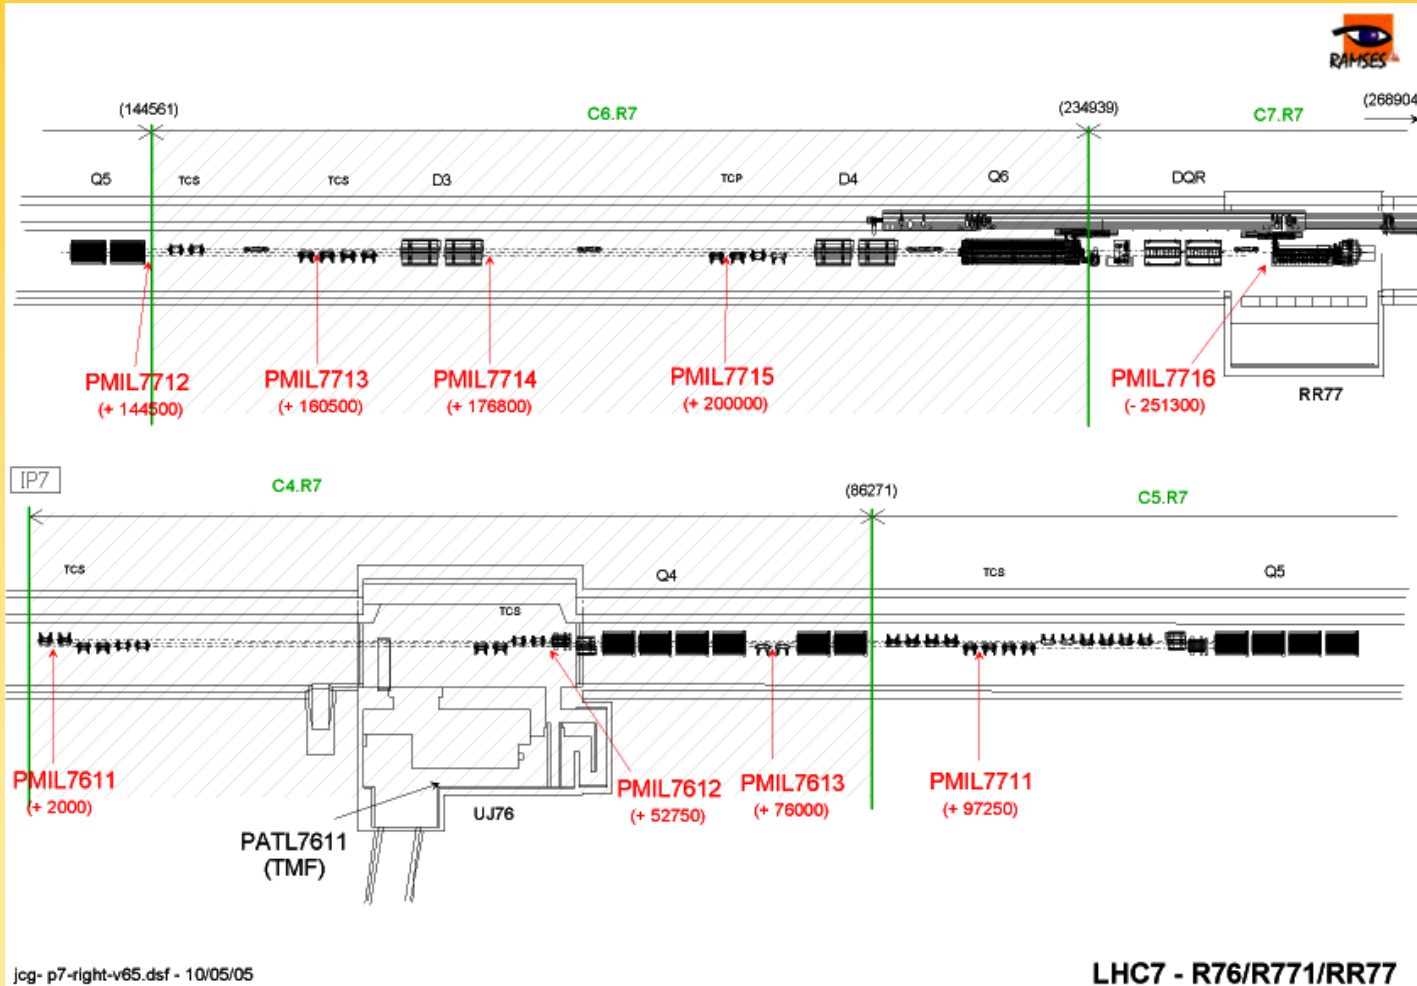 RAMSES
(144561)
C6.R7
(234939)
C7.R7
(268904
Q5
TCS
TCS
D3
TCP
D4
Q6
DQR
PMIL7712
(+ 144500)
PMIL7713
(+ 160500)
PMIL7714
(+ 176800)
PMIL7715
(+ 200000)
PMIL7716
(- 251300)
RR77
IP7
C4.R7
(86271)
C5.R7
TCS
TCS
Q4
TCS
Q5
PMIL7611
(+ 2000)
PMIL7612
(+ 52750)
PMIL7613
(+ 76000)
PMIL7711
(+ 97250)
UJ76
PATL7611
(TMF)
jcg- p7-right-v65.dsf - 10/05/05
LHC7 - R76/R771/RR77